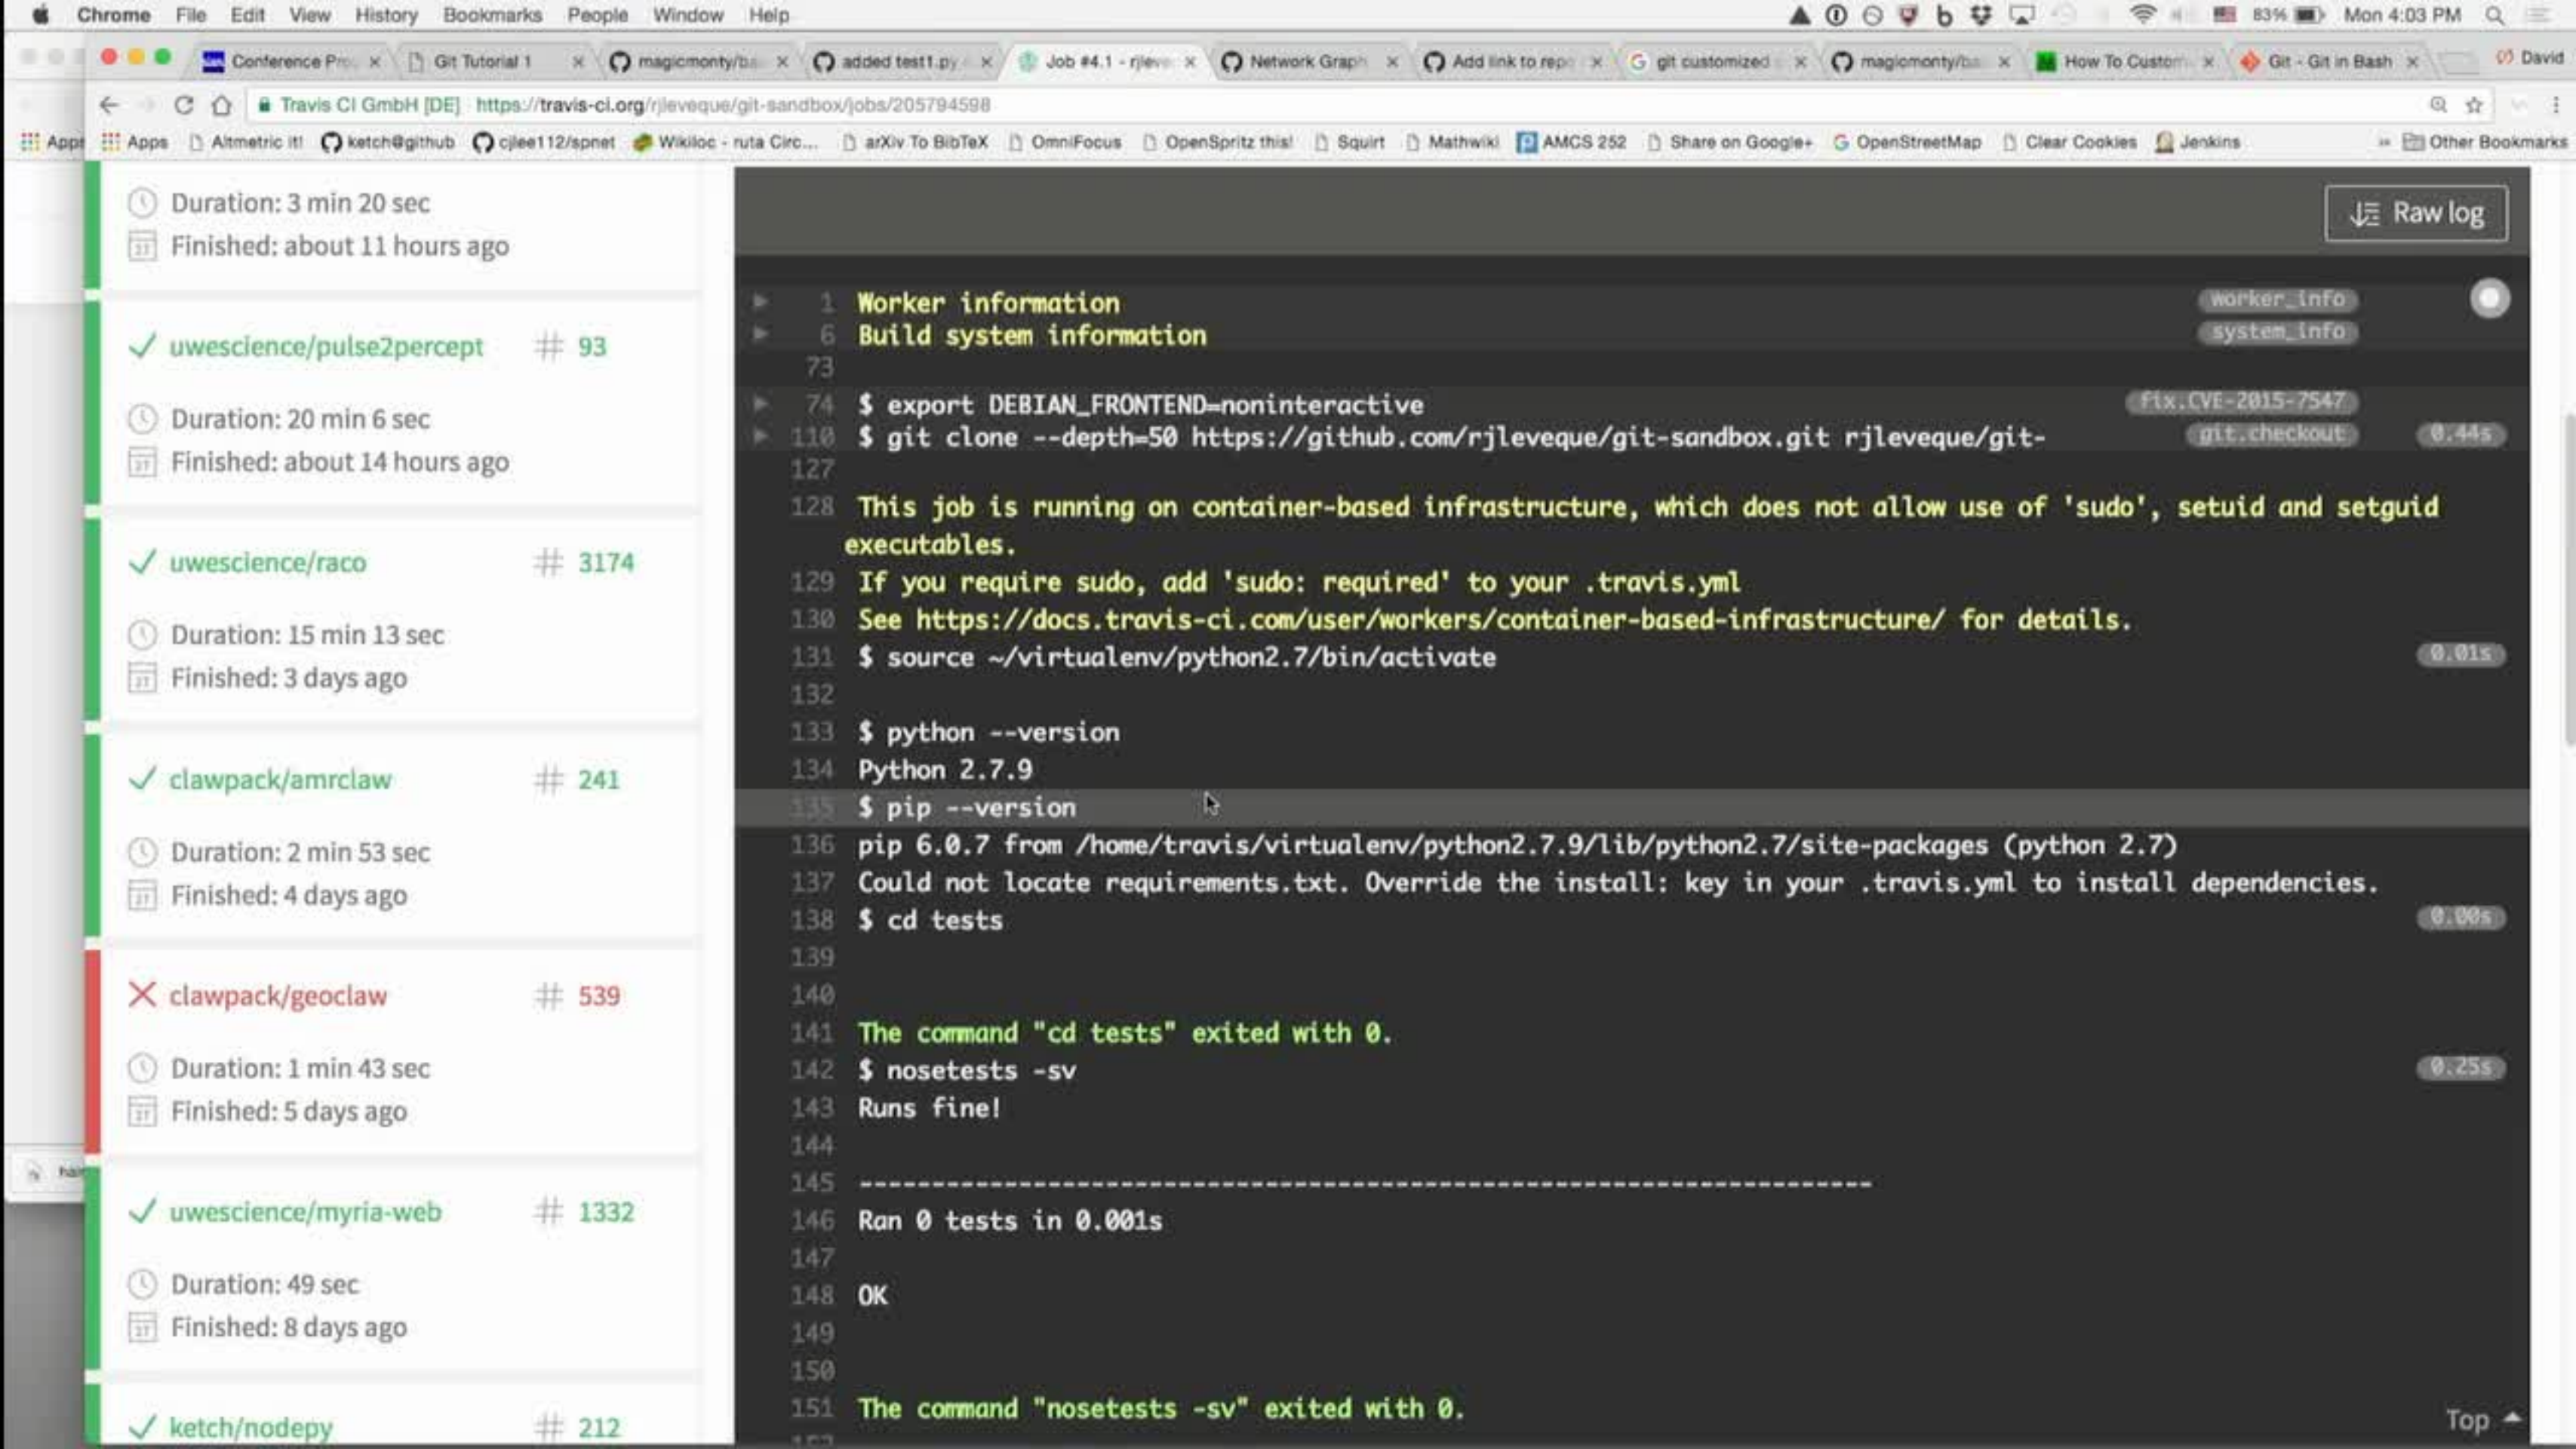 Chrome File Edit View History Bookmarks People Window Help 83% Mon 4:03 PM
Conference Pro Git Tutorial 1 magicmonty/ba added test1.py Job #4.1 - rjleve Network Graph Add link to repo git customized magicmonty/ba How To Custom Git - Git in Bash David
Travis CI GmbH [DE] https://travis-ci.org/rjleveque/git-sandbox/jobs/205794598
Apps Apps Altmetric it! ketch@github cjlee112/spnet Wikiloc - ruta Circ... arXiv To BibTeX OmniFocus OpenSpritz this! Squirt Mathwiki AMCS 252 Share on Google+ OpenStreetMap Clear Cookies Jenkins » Other Bookmarks
Duration: 3 min 20 sec
Finished: about 11 hours ago
uwescience/pulse2percept # 93
Duration: 20 min 6 sec
Finished: about 14 hours ago
uwescience/raco # 3174
Duration: 15 min 13 sec
Finished: 3 days ago
clawpack/amrclaw # 241
Duration: 2 min 53 sec
Finished: 4 days ago
clawpack/geoclaw # 539
Duration: 1 min 43 sec
Finished: 5 days ago
uwescience/myria-web # 1332
Duration: 49 sec
Finished: 8 days ago
ketch/nodepy # 212
Raw log
1 Worker information worker_info
6 Build system information system_info
73
74 $ export DEBIAN_FRONTEND=noninteractive fix.CVE-2015-7547
110 $ git clone --depth=50 https://github.com/rjleveque/git-sandbox.git rjleveque/git- git.checkout 0.44s
127
128 This job is running on container-based infrastructure, which does not allow use of 'sudo', setuid and setguid
executables.
129 If you require sudo, add 'sudo: required' to your .travis.yml
130 See https://docs.travis-ci.com/user/workers/container-based-infrastructure/ for details.
131 $ source ~/virtualenv/python2.7/bin/activate 0.01s
132
133 $ python --version
134 Python 2.7.9
135 $ pip --version
136 pip 6.0.7 from /home/travis/virtualenv/python2.7.9/lib/python2.7/site-packages (python 2.7)
137 Could not locate requirements.txt. Override the install: key in your .travis.yml to install dependencies.
138 $ cd tests 0.00s
139
140
141 The command "cd tests" exited with 0.
142 $ nosetests -sv 0.25s
143 Runs fine!
144
145 ----------------------------------------------------------------------
146 Ran 0 tests in 0.001s
147
148 OK
149
150
151 The command "nosetests -sv" exited with 0.
Top